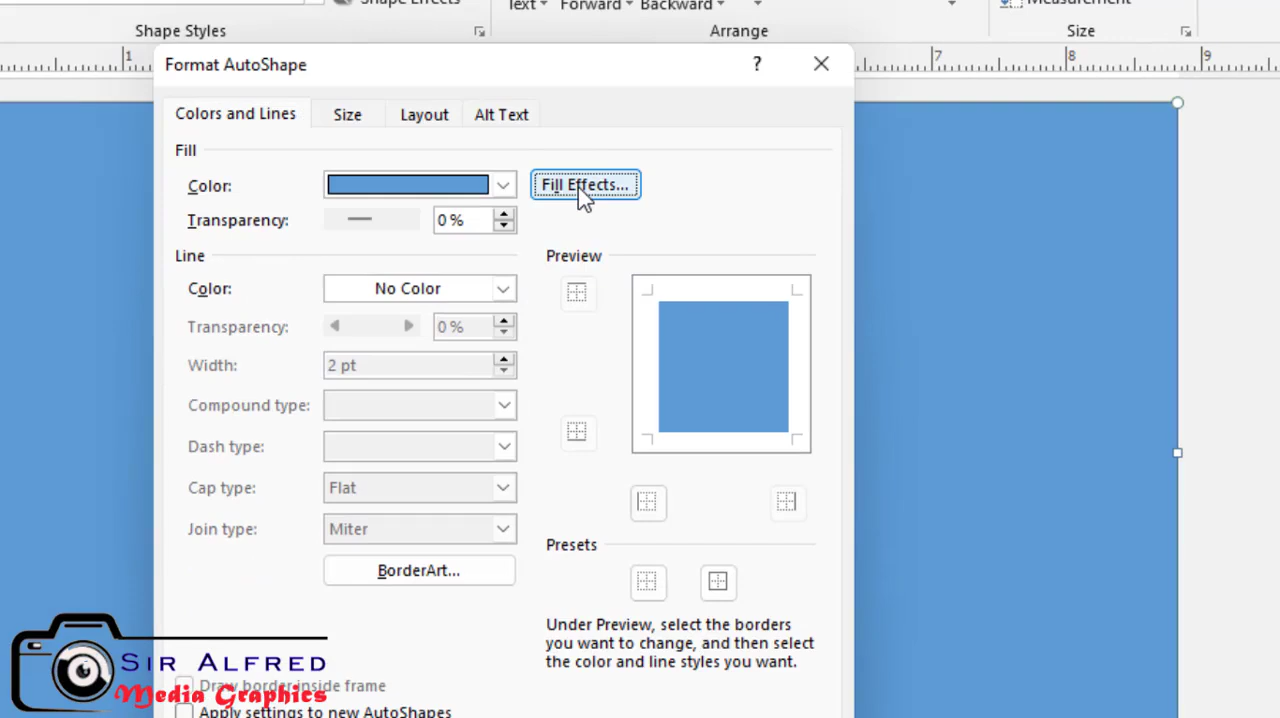 Shape Effects
Text Forward Backward
Measurement
Shape Styles
Arrange
Size
1 7 8 9
Format AutoShape
?
Colors and Lines Size Layout Alt Text
Fill
Color:
Fill Effects...
Transparency: 0 %
Line
Preview
Color: No Color
Transparency: 0 %
Width: 2 pt
Compound type:
Dash type:
Cap type: Flat
Join type: Miter
BorderArt...
Presets
Under Preview, select the borders
you want to change, and then select
the color and line styles you want.
Draw border inside frame
Apply settings to new AutoShapes
SIR ALFRED
Media Graphics